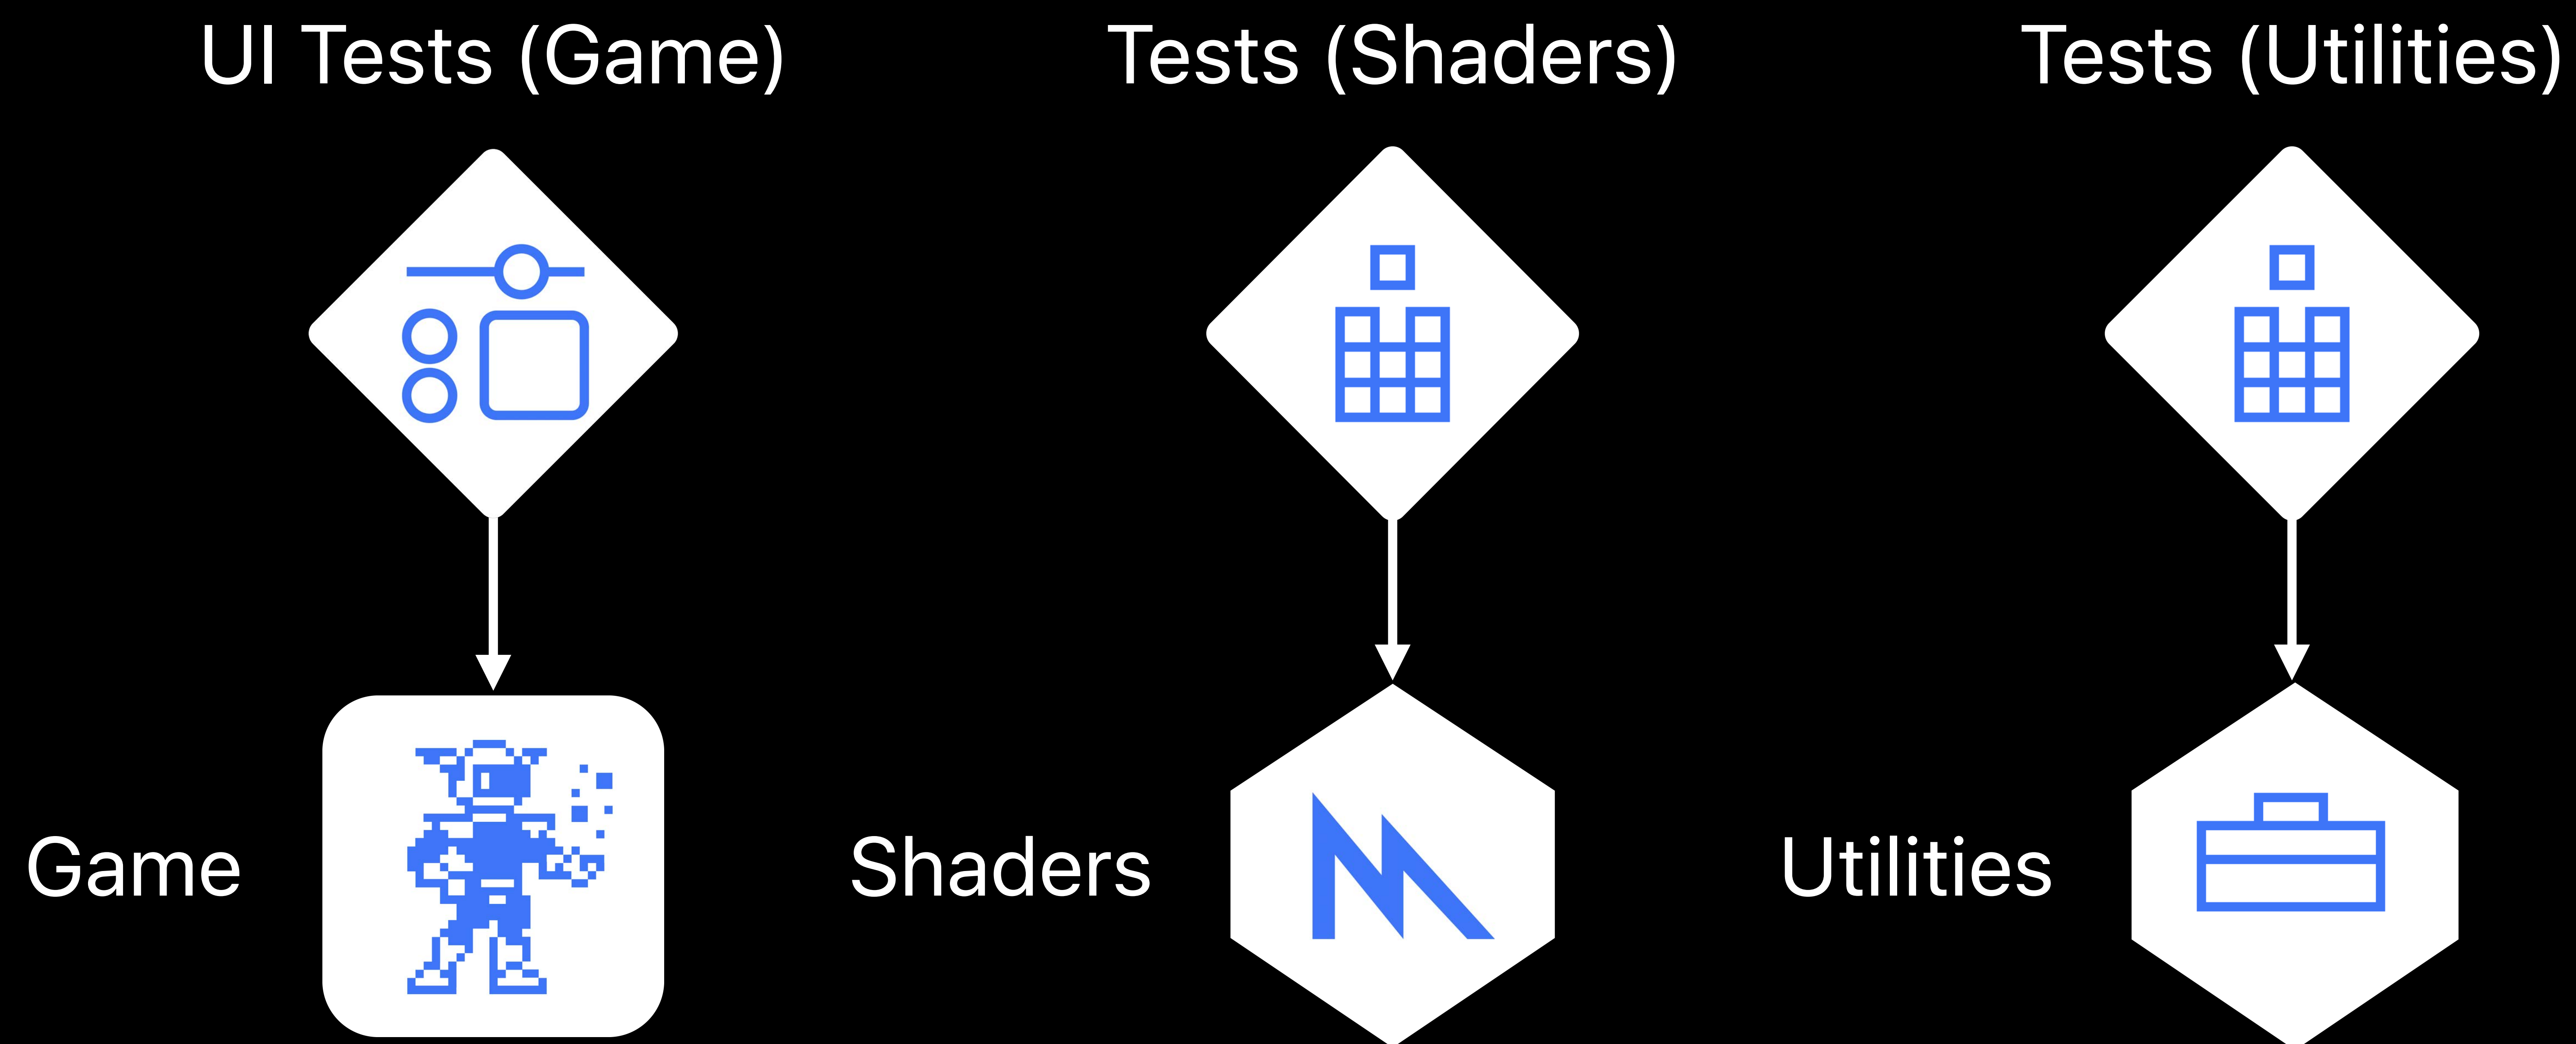 UI Tests (Game)
Tests (Shaders)
Tests (Utilities)
Game
Shaders
Utilities